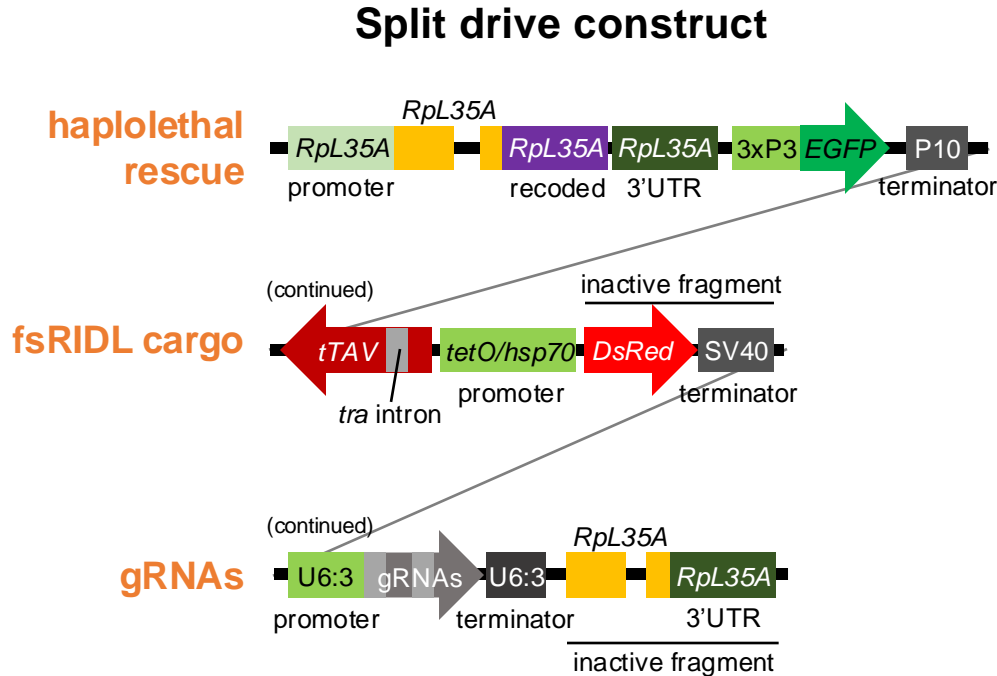 Split drive construct
haplolethal
rescue
RpL35A
RpL35A
RpL35A
RpL35A
3xP3
EGFP
P10
promoter
recoded
3’UTR
terminator
fsRIDL cargo
(continued)
inactive fragment
tTAV
tetO/hsp70
DsRed
SV40
tra intron
promoter
terminator
gRNAs
(continued)
RpL35A
U6:3
gRNAs
U6:3
RpL35A
promoter
terminator
3’UTR
inactive fragment